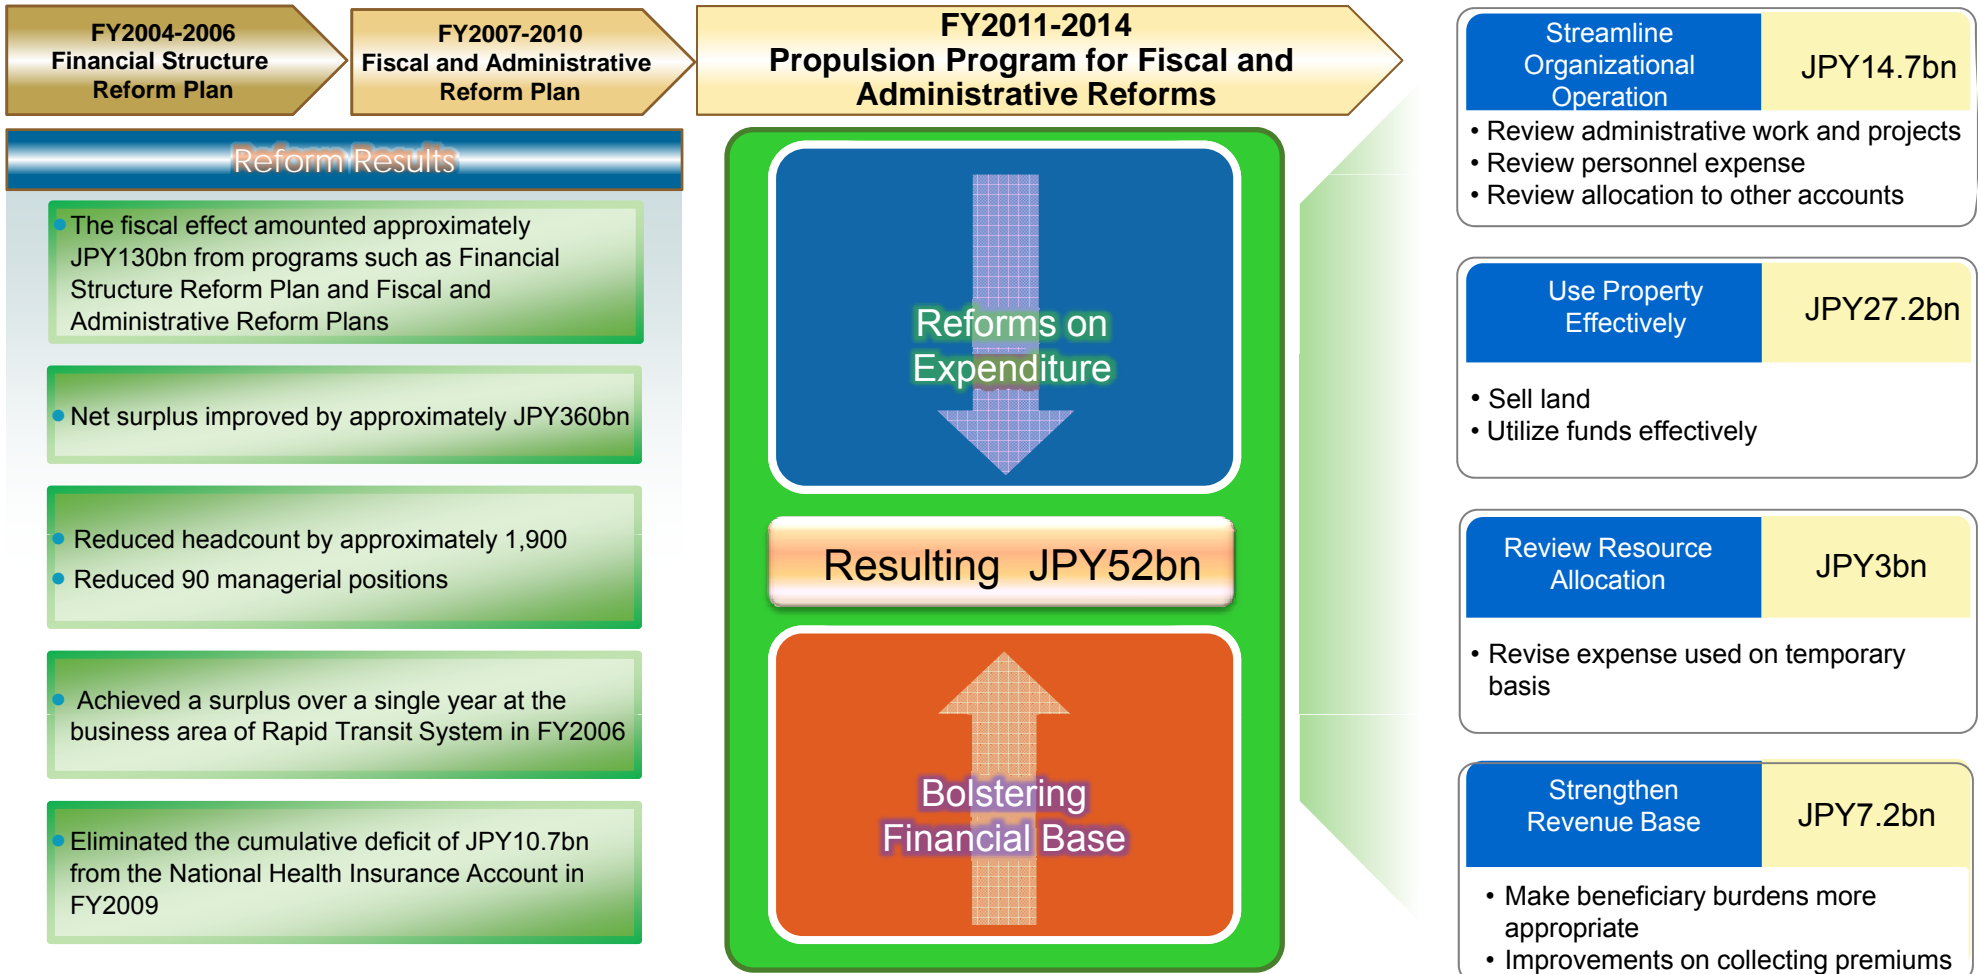 FY2004-2006
Financial Structure
Reform Plan
FY2007-2010
Fiscal and Administrative
Reform Plan
FY2011-2014
Propulsion Program for Fiscal and
Administrative Reforms
Reform Results
• The fiscal effect amounted approximately
JPY130bn from programs such as Financial
Structure Reform Plan and Fiscal and
Administrative Reform Plans
• Net surplus improved by approximately JPY360bn
• Reduced headcount by approximately 1,900
• Reduced 90 managerial positions
• Achieved a surplus over a single year at the
business area of Rapid Transit System in FY2006
• Eliminated the cumulative deficit of JPY10.7bn
from the National Health Insurance Account in
FY2009
Reforms on
Expenditure
Resulting JPY52bn
Bolstering
Financial Base
Streamline
Organizational
Operation
JPY14.7bn
• Review administrative work and projects
• Review personnel expense
• Review allocation to other accounts
Use Property
Effectively
JPY27.2bn
• Sell land
• Utilize funds effectively
Review Resource
Allocation
JPY3bn
• Revise expense used on temporary
basis
Strengthen
Revenue Base
JPY7.2bn
• Make beneficiary burdens more
appropriate
• Improvements on collecting premiums